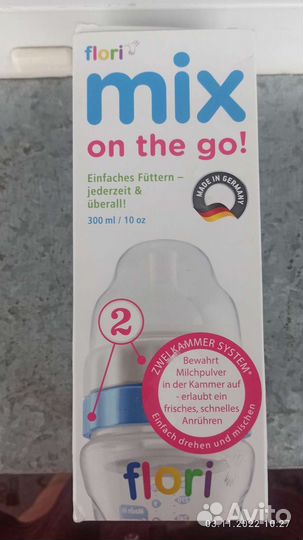 flori
mix
on the go!
Einfaches Füttern –
jederzeit &
überall!
300 ml / 10 oz
MADE IN GERMANY
2
ZWEIKAMMER SYSTEM®
Bewahrt
Milchpulver
in der Kammer auf
- erlaubt ein
frisches, schnelles
Anrühren
Einfach drehen und mischen
flori
03.11.2022 10:27
Avito